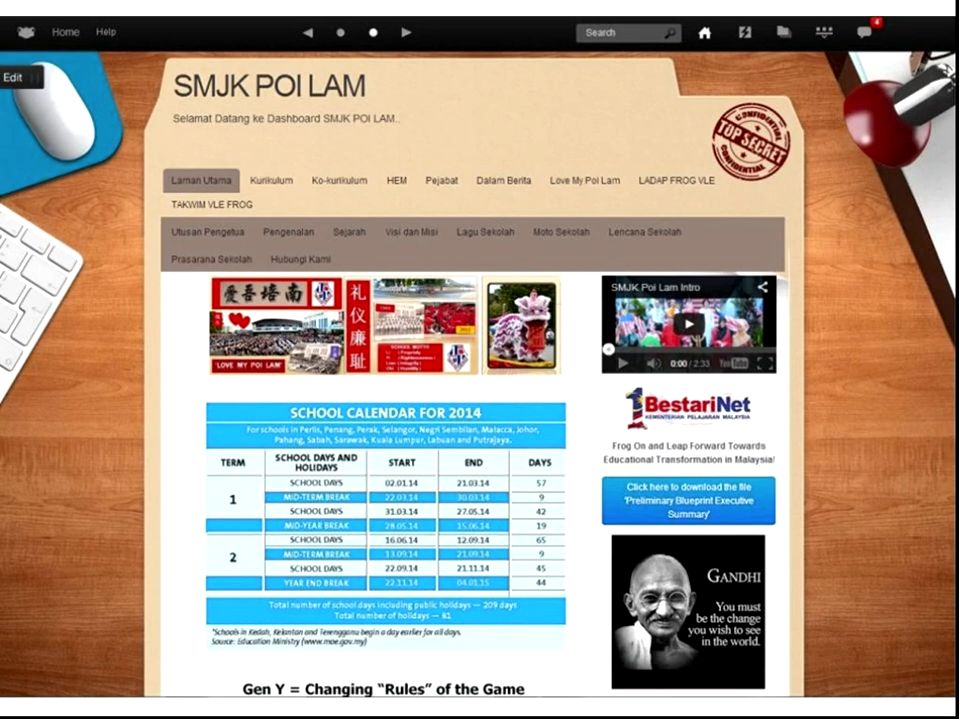 Home Help
Search
4
Edit
SMJK POI LAM
Selamat Datang ke Dashboard SMJK POI LAM..
CONFIDENTIAL
TOP SECRET
CONFIDENTIAL
Laman Utama Kurikulum Ko-kurikulum HEM Pejabat Dalam Berita Love My Poi Lam LADAP FROG VLE
TAKWIM VLE FROG
Utusan Pengetua Pengenalan Sejarah Visi dan Misi Lagu Sekolah Moto Sekolah Lencana Sekolah
Prasarana Sekolah Hubungi Kami
爱吾培南
礼仪廉耻
'LOVE MY POI LAM'
SCHOOL MOTTO
SMJK Poi Lam Intro
0:00 / 2:33 YouTube
1BestariNet
KEMENTERIAN PELAJARAN MALAYSIA
Frog On and Leap Forward Towards
Educational Transformation in Malaysia!
Click here to download the file
'Preliminary Blueprint Executive
Summary'
SCHOOL CALENDAR FOR 2014
For schools in Perlis, Penang, Perak, Selangor, Negri Sembilan, Malacca, Johor,
Pahang, Sabah, Sarawak, Kuala Lumpur, Labuan and Putrajaya.
TERM SCHOOL DAYS AND HOLIDAYS START END DAYS
1 SCHOOL DAYS 02.01.14 21.03.14 57
MID-TERM BREAK 22.03.14 30.03.14 9
SCHOOL DAYS 31.03.14 27.05.14 42
MID-YEAR BREAK 28.05.14 15.06.14 19
2 SCHOOL DAYS 16.06.14 12.09.14 65
MID-TERM BREAK 13.09.14 21.09.14 9
SCHOOL DAYS 22.09.14 21.11.14 45
YEAR END BREAK 22.11.14 04.01.15 44
Total number of school days including public holidays — 209 days
Total number of holidays — 81
*Schools in Kedah, Kelantan and Terengganu begin a day earlier for all days.
Source: Education Ministry (www.moe.gov.my)
GANDHI
You must
be the change
you wish to see
in the world.
Gen Y = Changing “Rules” of the Game